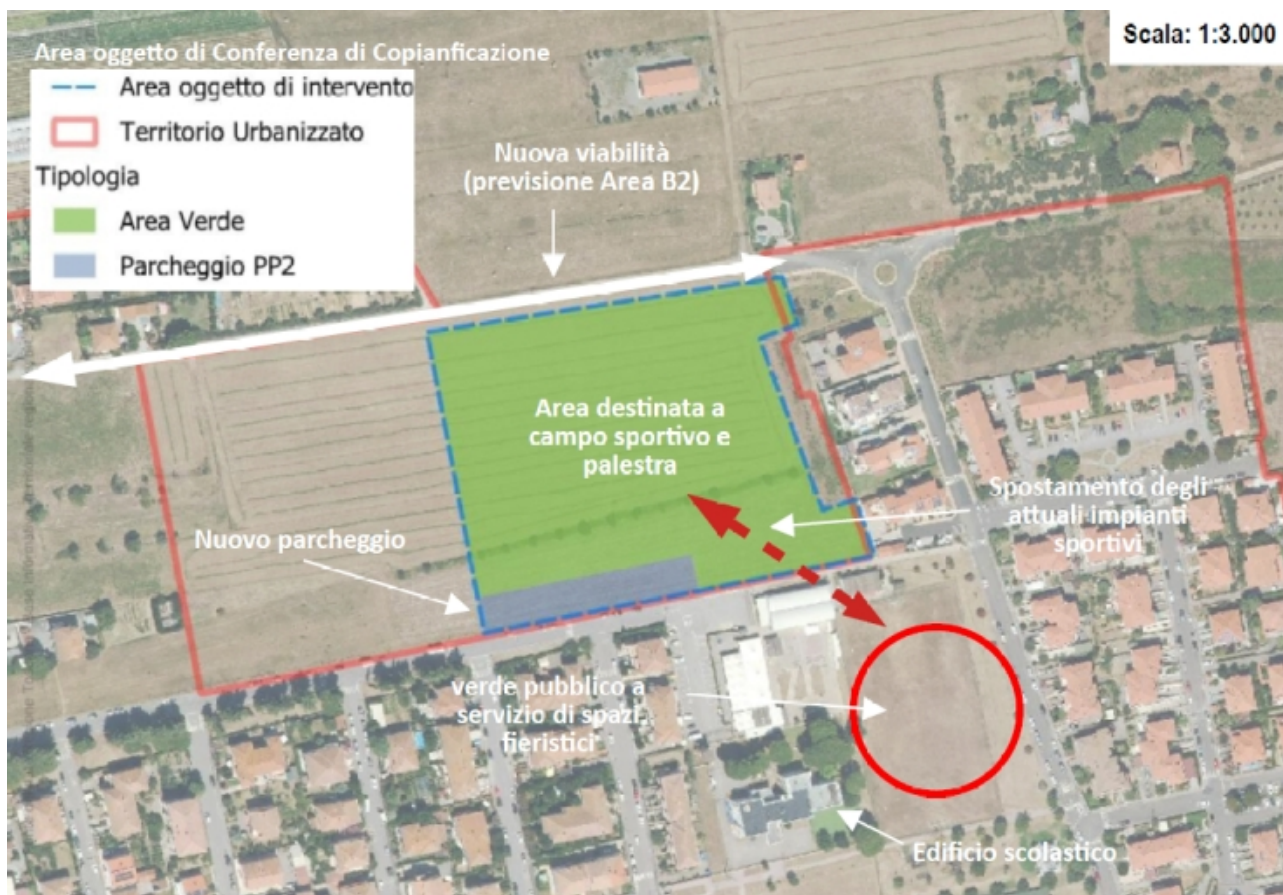 Scala: 1:3.000
Area oggetto di Conferenza di Copianficazione
Area oggetto di intervento
Territorio Urbanizzato
Tipologia
Area Verde
Parcheggio PP2
Nuova viabilità
(previsione Area B2)
Area destinata a
campo sportivo e
palestra
Spostamento degli
attuali impianti
sportivi
Nuovo parcheggio
verde pubblico a
servizio di spazi
fieristici
Edificio scolastico